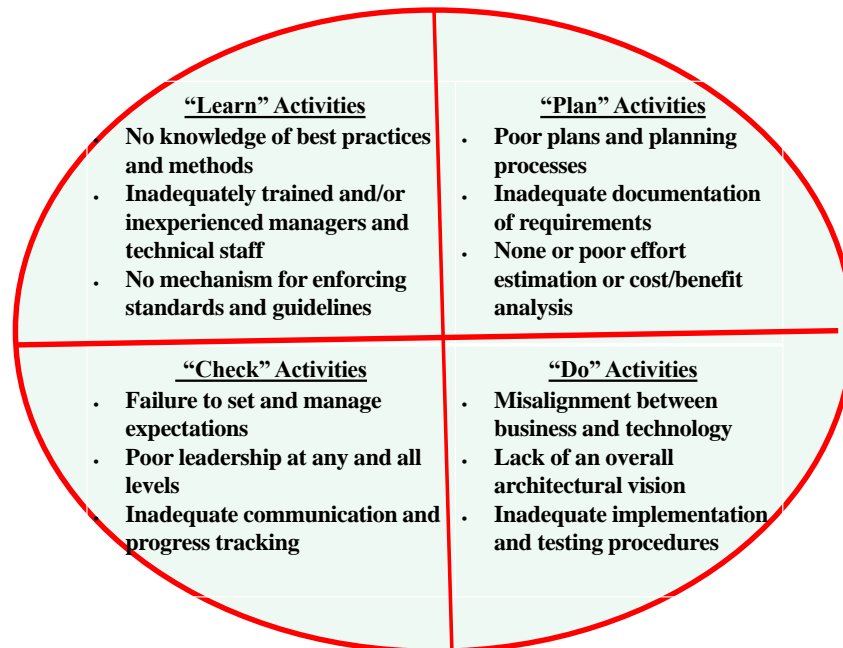 “Learn” Activities
• No knowledge of best practices
and methods
• Inadequately trained and/or
inexperienced managers and
technical staff
• No mechanism for enforcing
standards and guidelines
“Plan” Activities
• Poor plans and planning
processes
• Inadequate documentation
of requirements
• None or poor effort
estimation or cost/benefit
analysis
“Check” Activities
• Failure to set and manage
expectations
• Poor leadership at any and all
levels
• Inadequate communication and
progress tracking
“Do” Activities
• Misalignment between
business and technology
• Lack of an overall
architectural vision
• Inadequate implementation
and testing procedures